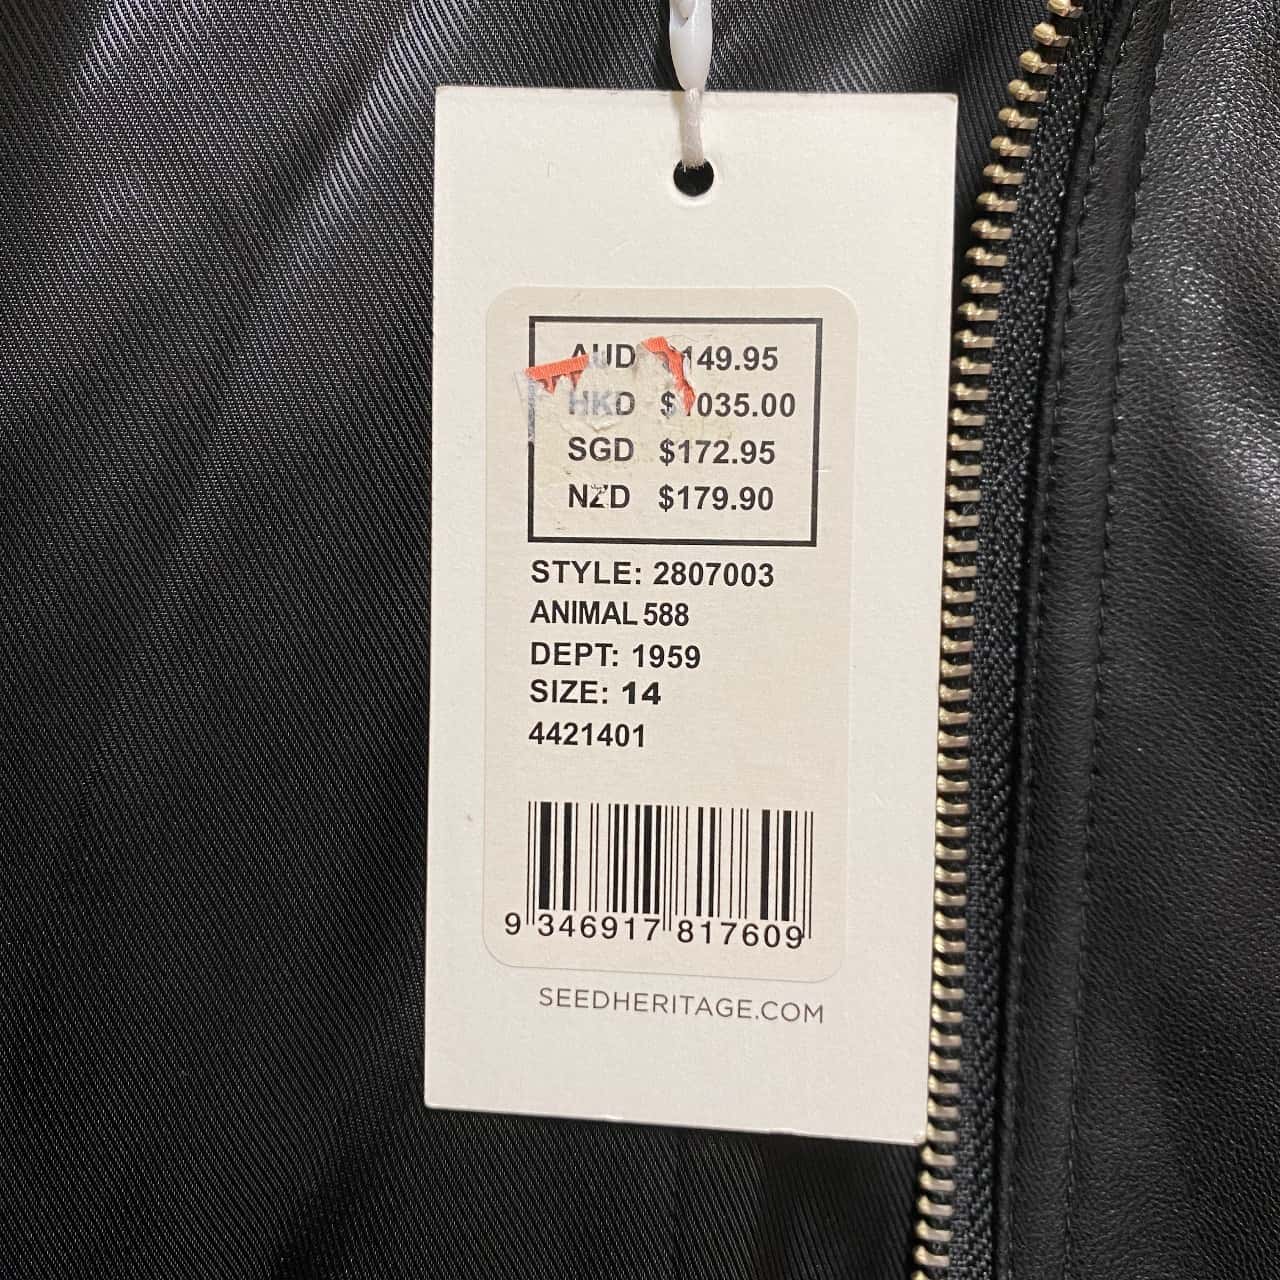 AUD $149.95
HKD $1035.00
SGD $172.95
NZD $179.90
STYLE: 2807003
ANIMAL 588
DEPT: 1959
SIZE: 14
4421401
9 346917 817609
SEEDHERITAGE.COM